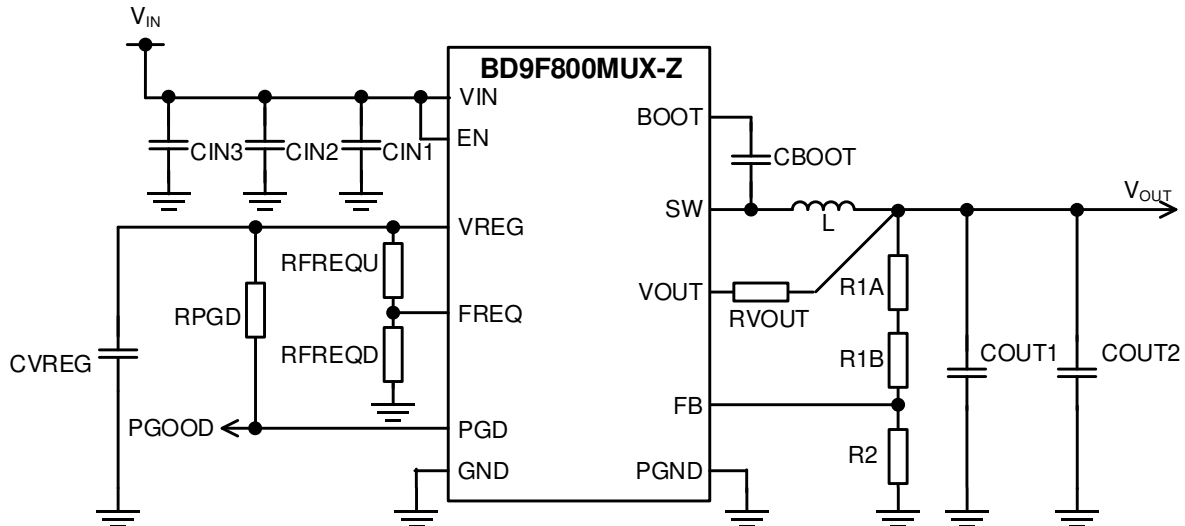 VIN
BD9F800MUX-Z
VIN
EN
BOOT
CIN3
CIN2
CIN1
CBOOT
SW
L
VOUT
VREG
RFREQU
RPGD
FREQ
VOUT
RVOUT
R1A
RFREQD
CVREG
R1B
COUT1
COUT2
FB
PGOOD
PGD
R2
GND
PGND